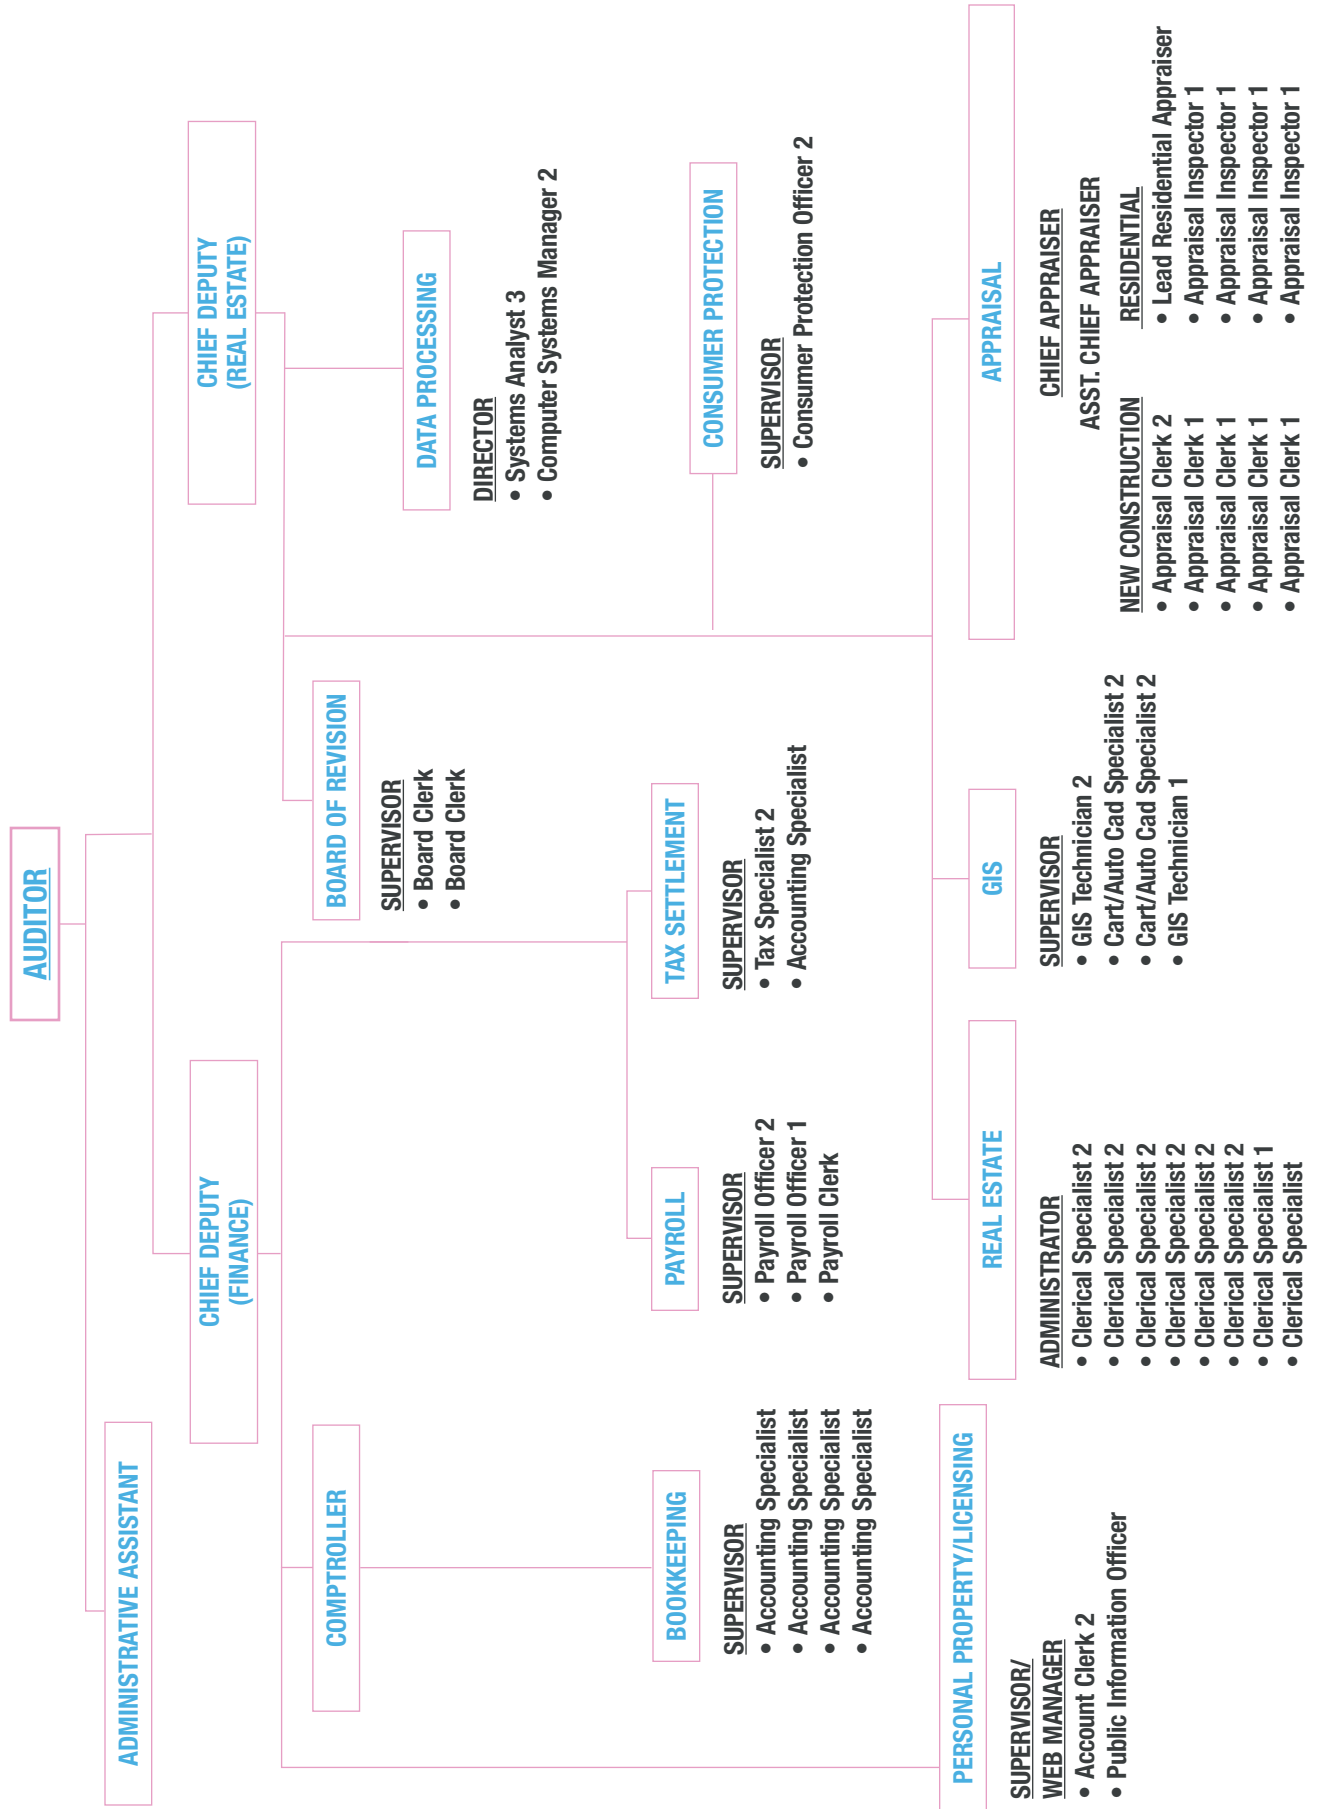 AUDITOR
ADMINISTRATIVE ASSISTANT
CHIEF DEPUTY
(FINANCE)
CHIEF DEPUTY
(REAL ESTATE)
COMPTROLLER
BOARD OF REVISION
SUPERVISOR
• Board Clerk
• Board Clerk
DATA PROCESSING
DIRECTOR
• Systems Analyst 3
• Computer Systems Manager 2
BOOKKEEPING
SUPERVISOR
• Accounting Specialist
• Accounting Specialist
• Accounting Specialist
• Accounting Specialist
PAYROLL
SUPERVISOR
• Payroll Officer 2
• Payroll Officer 1
• Payroll Clerk
TAX SETTLEMENT
SUPERVISOR
• Tax Specialist 2
• Accounting Specialist
CONSUMER PROTECTION
SUPERVISOR
• Consumer Protection Officer 2
PERSONAL PROPERTY/LICENSING
SUPERVISOR/
WEB MANAGER
• Account Clerk 2
• Public Information Officer
REAL ESTATE
ADMINISTRATOR
• Clerical Specialist 2
• Clerical Specialist 2
• Clerical Specialist 2
• Clerical Specialist 2
• Clerical Specialist 2
• Clerical Specialist 2
• Clerical Specialist 1
• Clerical Specialist
GIS
SUPERVISOR
• GIS Technician 2
• Cart/Auto Cad Specialist 2
• Cart/Auto Cad Specialist 2
• GIS Technician 1
APPRAISAL
CHIEF APPRAISER
ASST. CHIEF APPRAISER
NEW CONSTRUCTION
• Appraisal Clerk 2
• Appraisal Clerk 1
• Appraisal Clerk 1
• Appraisal Clerk 1
• Appraisal Clerk 1
RESIDENTIAL
• Lead Residential Appraiser
• Appraisal Inspector 1
• Appraisal Inspector 1
• Appraisal Inspector 1
• Appraisal Inspector 1